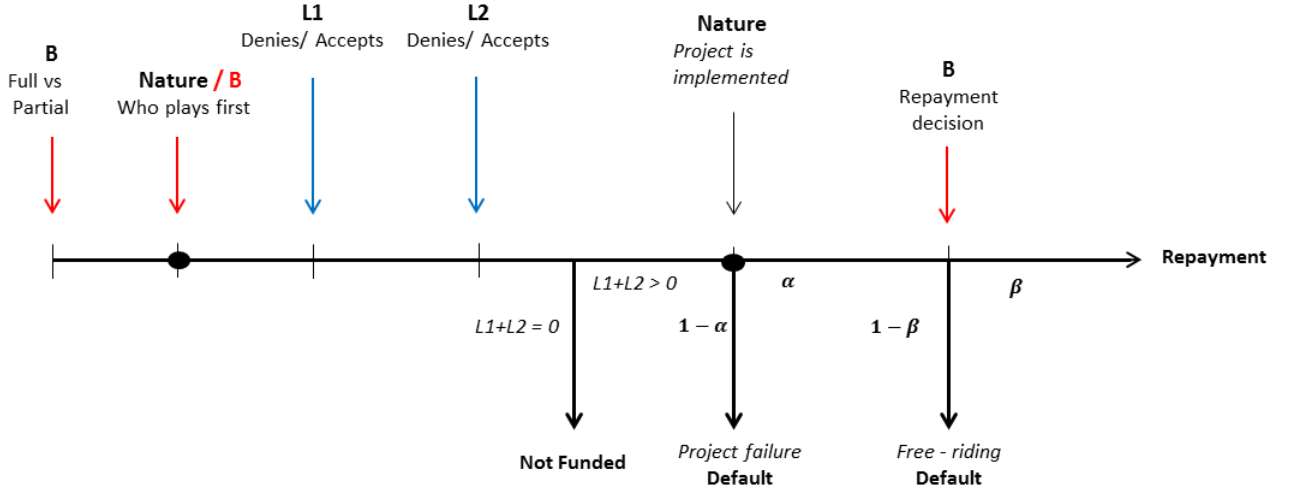 B
Full vs
Partial
Nature / B
Who plays first
L1
Denies/ Accepts
L2
Denies/ Accepts
Nature
Project is
implemented
B
Repayment
decision
Repayment
L1+L2 > 0
α
β
L1+L2 = 0
1 − α
1 − β
Not Funded
Project failure
Default
Free - riding
Default